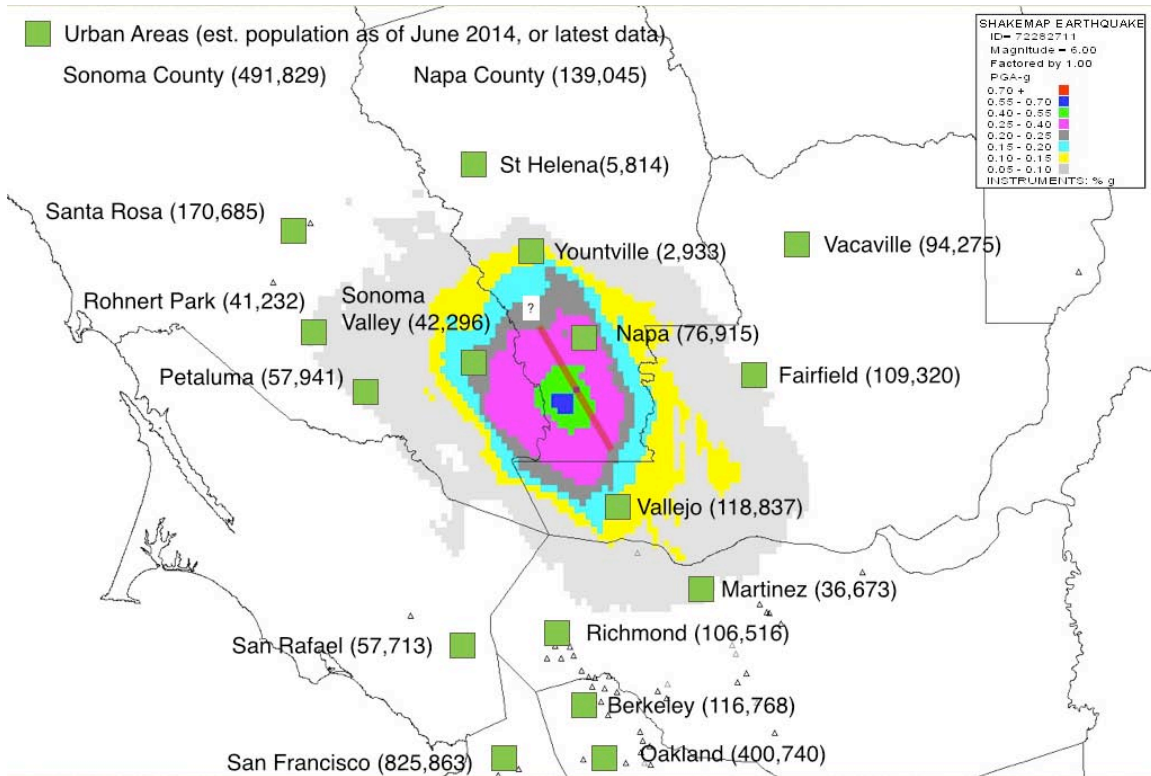 Urban Areas (est. population as of June 2014, or latest data)
Sonoma County (491,829)
Napa County (139,045)
SHAKEMAP EARTHQUAKE
ID= 72282711
Magnitude = 6.00
Factored by 1.00
PGA-g
0.70 +
0.55 - 0.70
0.40 - 0.55
0.25 - 0.40
0.20 - 0.25
0.15 - 0.20
0.10 - 0.15
0.05 - 0.10
INSTRUMENTS: % g
St Helena(5,814)
Santa Rosa (170,685)
Yountville (2,933)
Vacaville (94,275)
Rohnert Park (41,232)
Sonoma
Valley (42,296)
?
Napa (76,915)
Petaluma (57,941)
Fairfield (109,320)
Vallejo (118,837)
Martinez (36,673)
San Rafael (57,713)
Richmond (106,516)
Berkeley (116,768)
San Francisco (825,863)
Oakland (400,740)